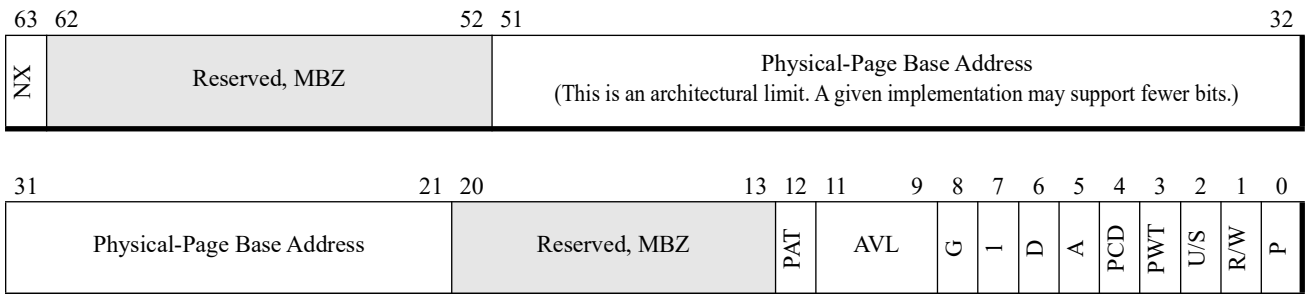 63 62 52 51 32
NX Reserved, MBZ Physical-Page Base Address
(This is an architectural limit. A given implementation may support fewer bits.)
31 21 20 13 12 11 9 8 7 6 5 4 3 2 1 0
Physical-Page Base Address Reserved, MBZ PAT AVL G 1 D A PCD PWT U/S R/W P